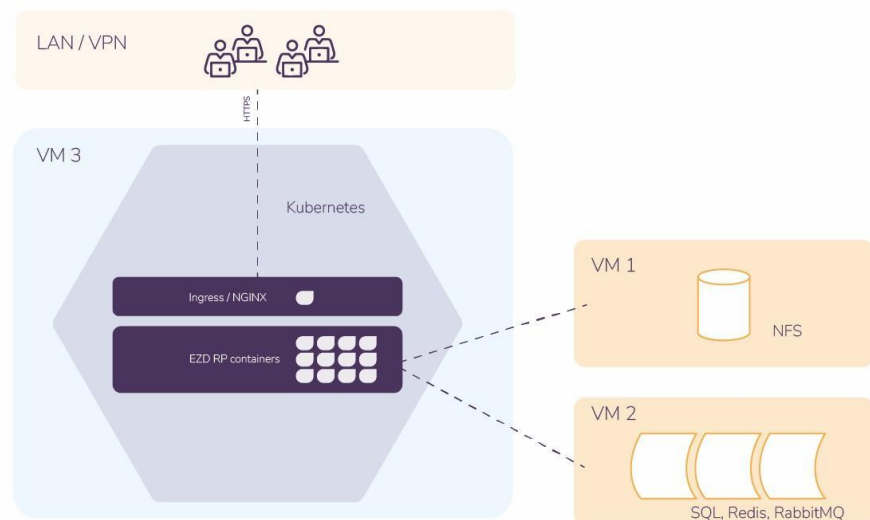 LAN / VPN
HTTPS
VM 3
Kubernetes
Ingress / NGINX
EZD RP containers
VM 1
NFS
VM 2
SQL, Redis, RabbitMQ